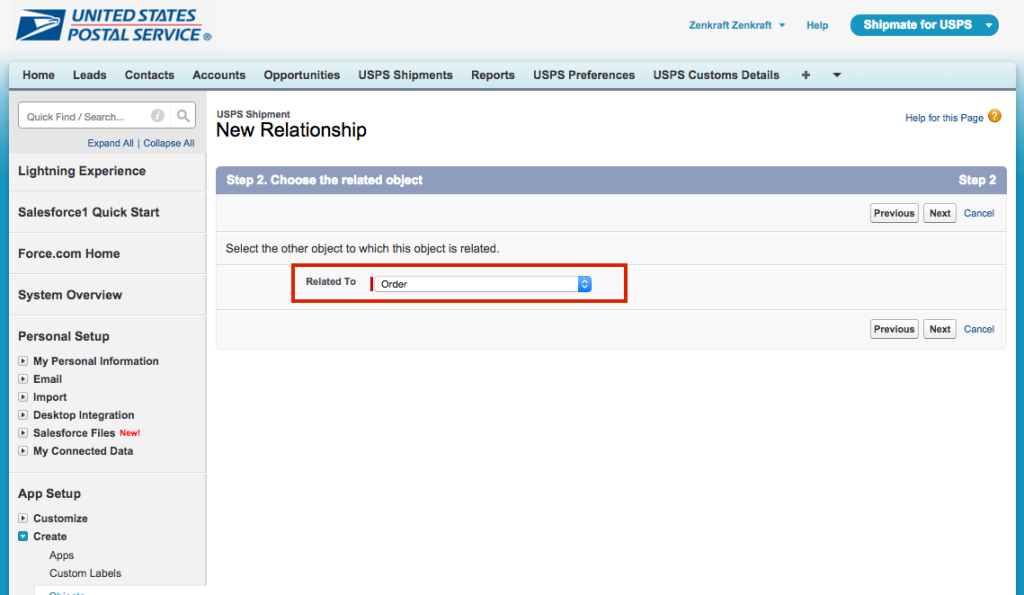 UNITED STATES
POSTAL SERVICE ®
Zenkraft Zenkraft
Help
Shipmate for USPS
Home Leads Contacts Accounts Opportunities USPS Shipments Reports USPS Preferences USPS Customs Details +
Quick Find / Search...
Expand All | Collapse All
Lightning Experience
Salesforce1 Quick Start
Force.com Home
System Overview
Personal Setup
My Personal Information
Email
Import
Desktop Integration
Salesforce Files New!
My Connected Data
App Setup
Customize
Create
Apps
Custom Labels
Objects
USPS Shipment
New Relationship
Help for this Page ?
Step 2. Choose the related object Step 2
Previous Next Cancel
Select the other object to which this object is related.
Related To Order
Previous Next Cancel